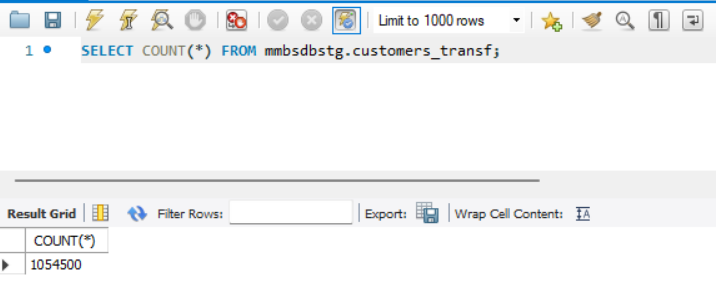 Limit to 1000 rows
1 SELECT COUNT(*) FROM mmbsdbstg.customers_transf;
Result Grid Filter Rows: Export: Wrap Cell Content: IA
COUNT(*)
1054500